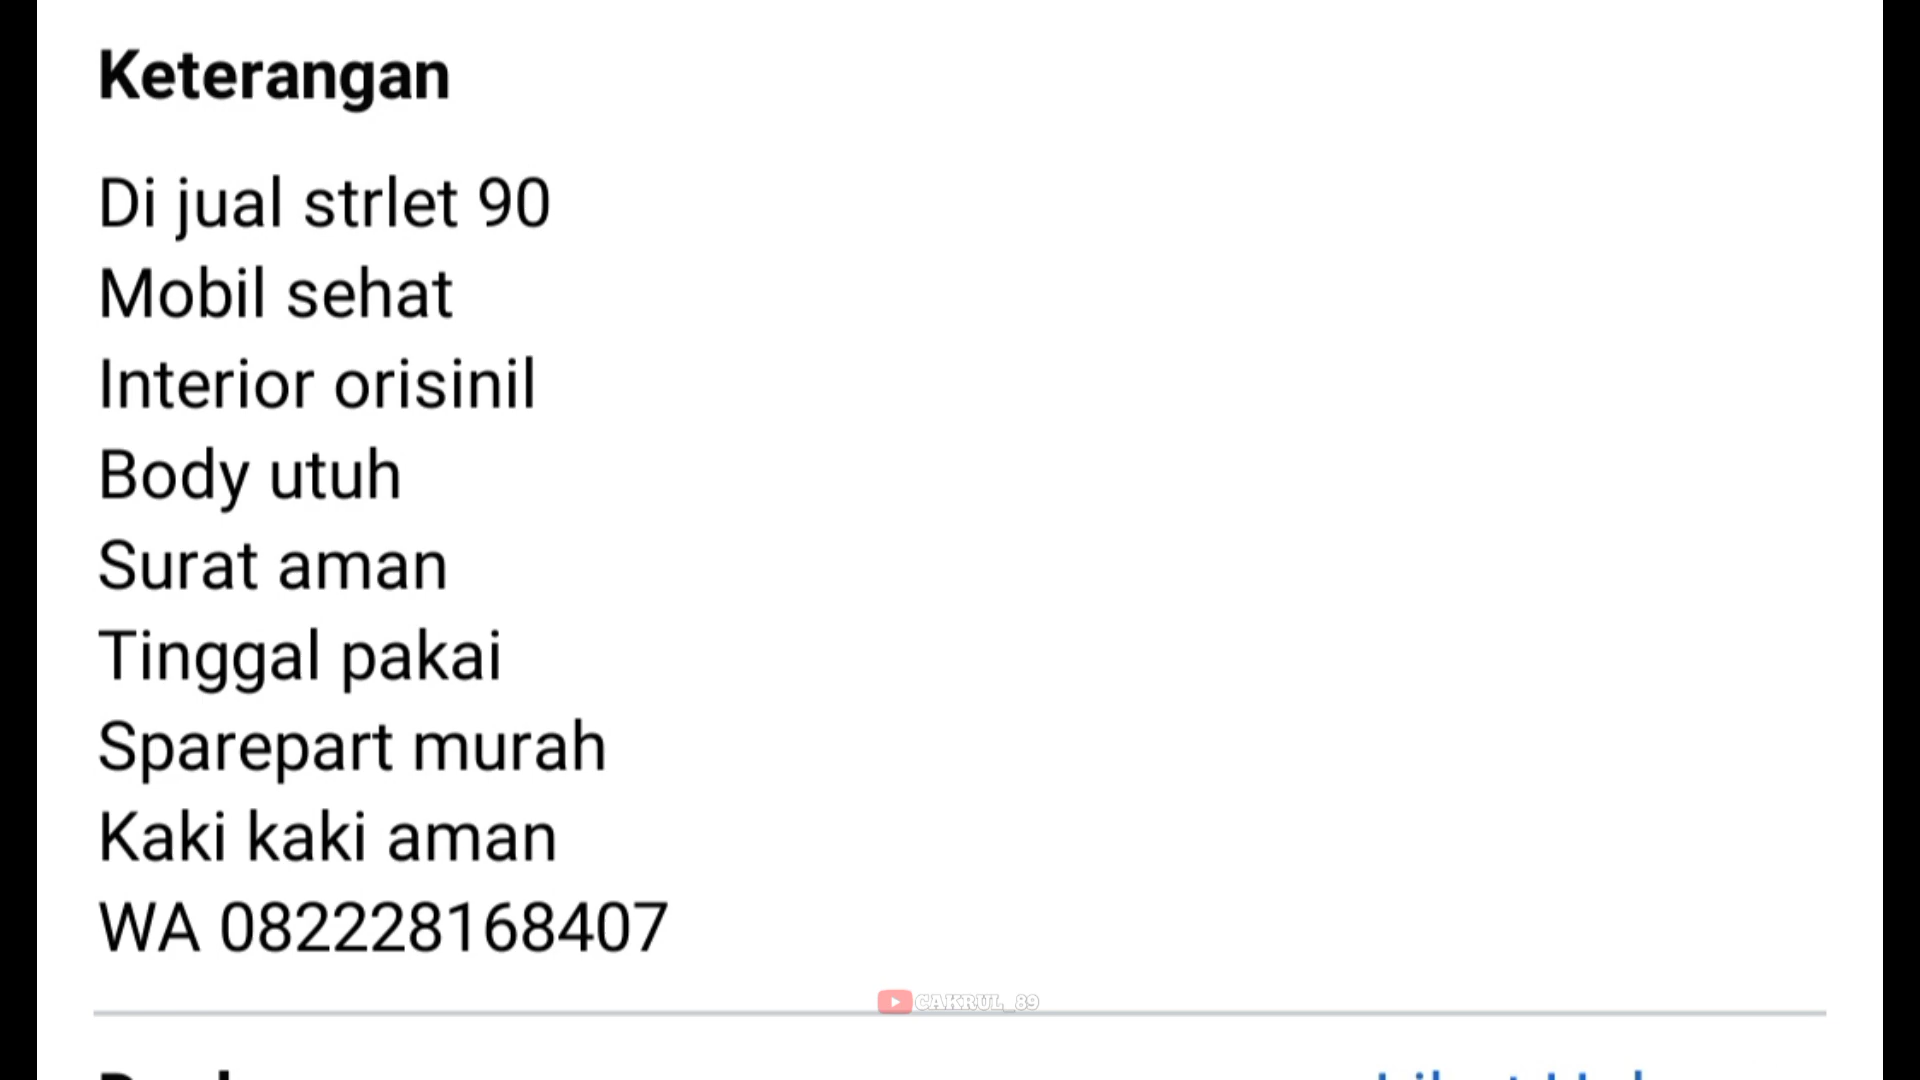 Keterangan
Di jual strlet 90
Mobil sehat
Interior orisinil
Body utuh
Surat aman
Tinggal pakai
Sparepart murah
Kaki kaki aman
WA 082228168407
CAKRUL_89